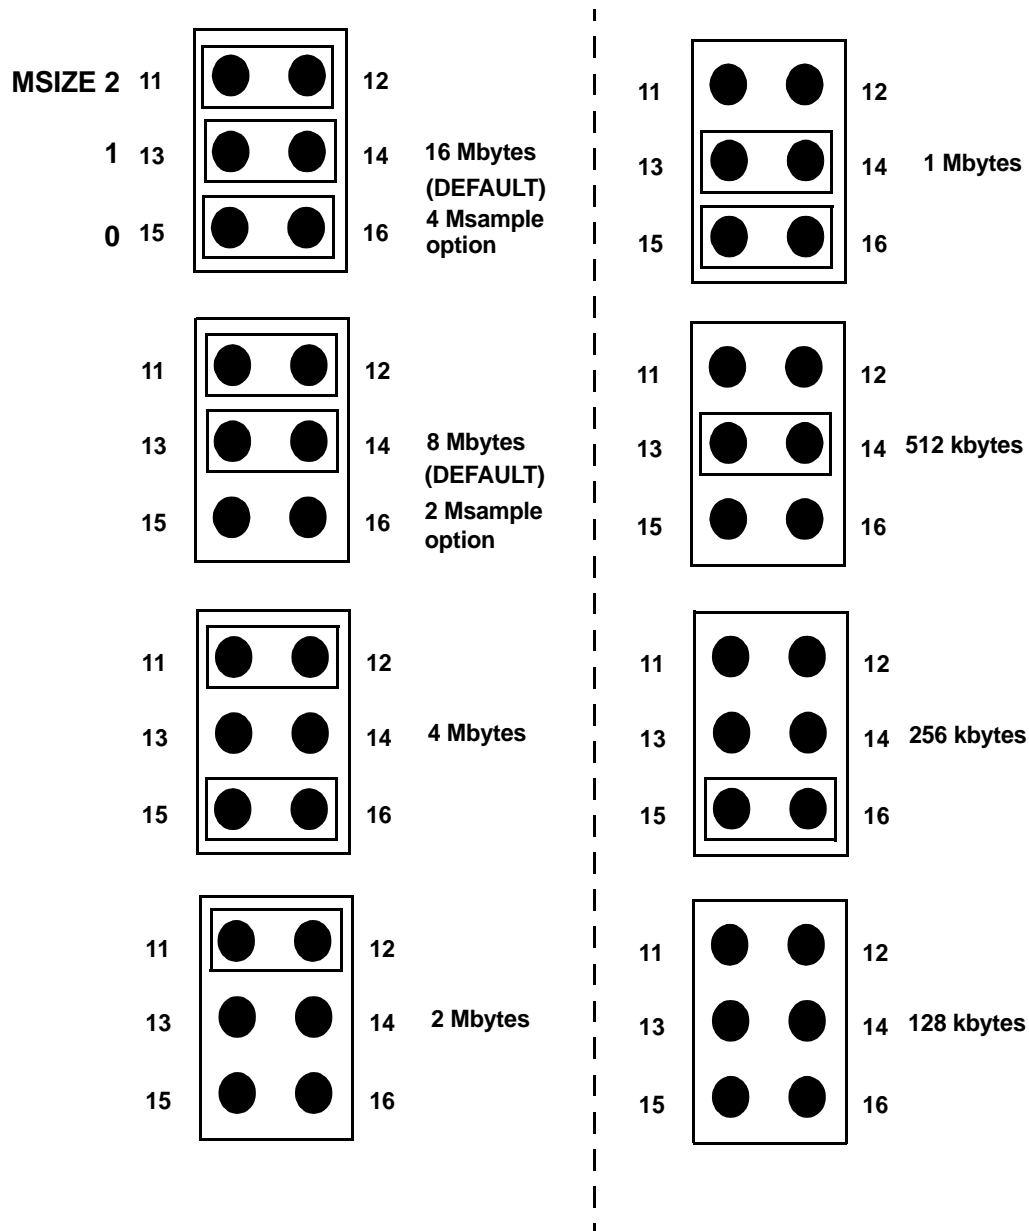 MSIZE 2 11 12
1 13 14 16 Mbytes
(DEFAULT)
0 15 16 4 Msample
option
11 12
13 14 8 Mbytes
(DEFAULT)
15 16 2 Msample
option
11 12
13 14 4 Mbytes
15 16
11 12
13 14 2 Mbytes
15 16
11 12
13 14 1 Mbytes
15 16
11 12
13 14 512 kbytes
15 16
11 12
13 14 256 kbytes
15 16
11 12
13 14 128 kbytes
15 16